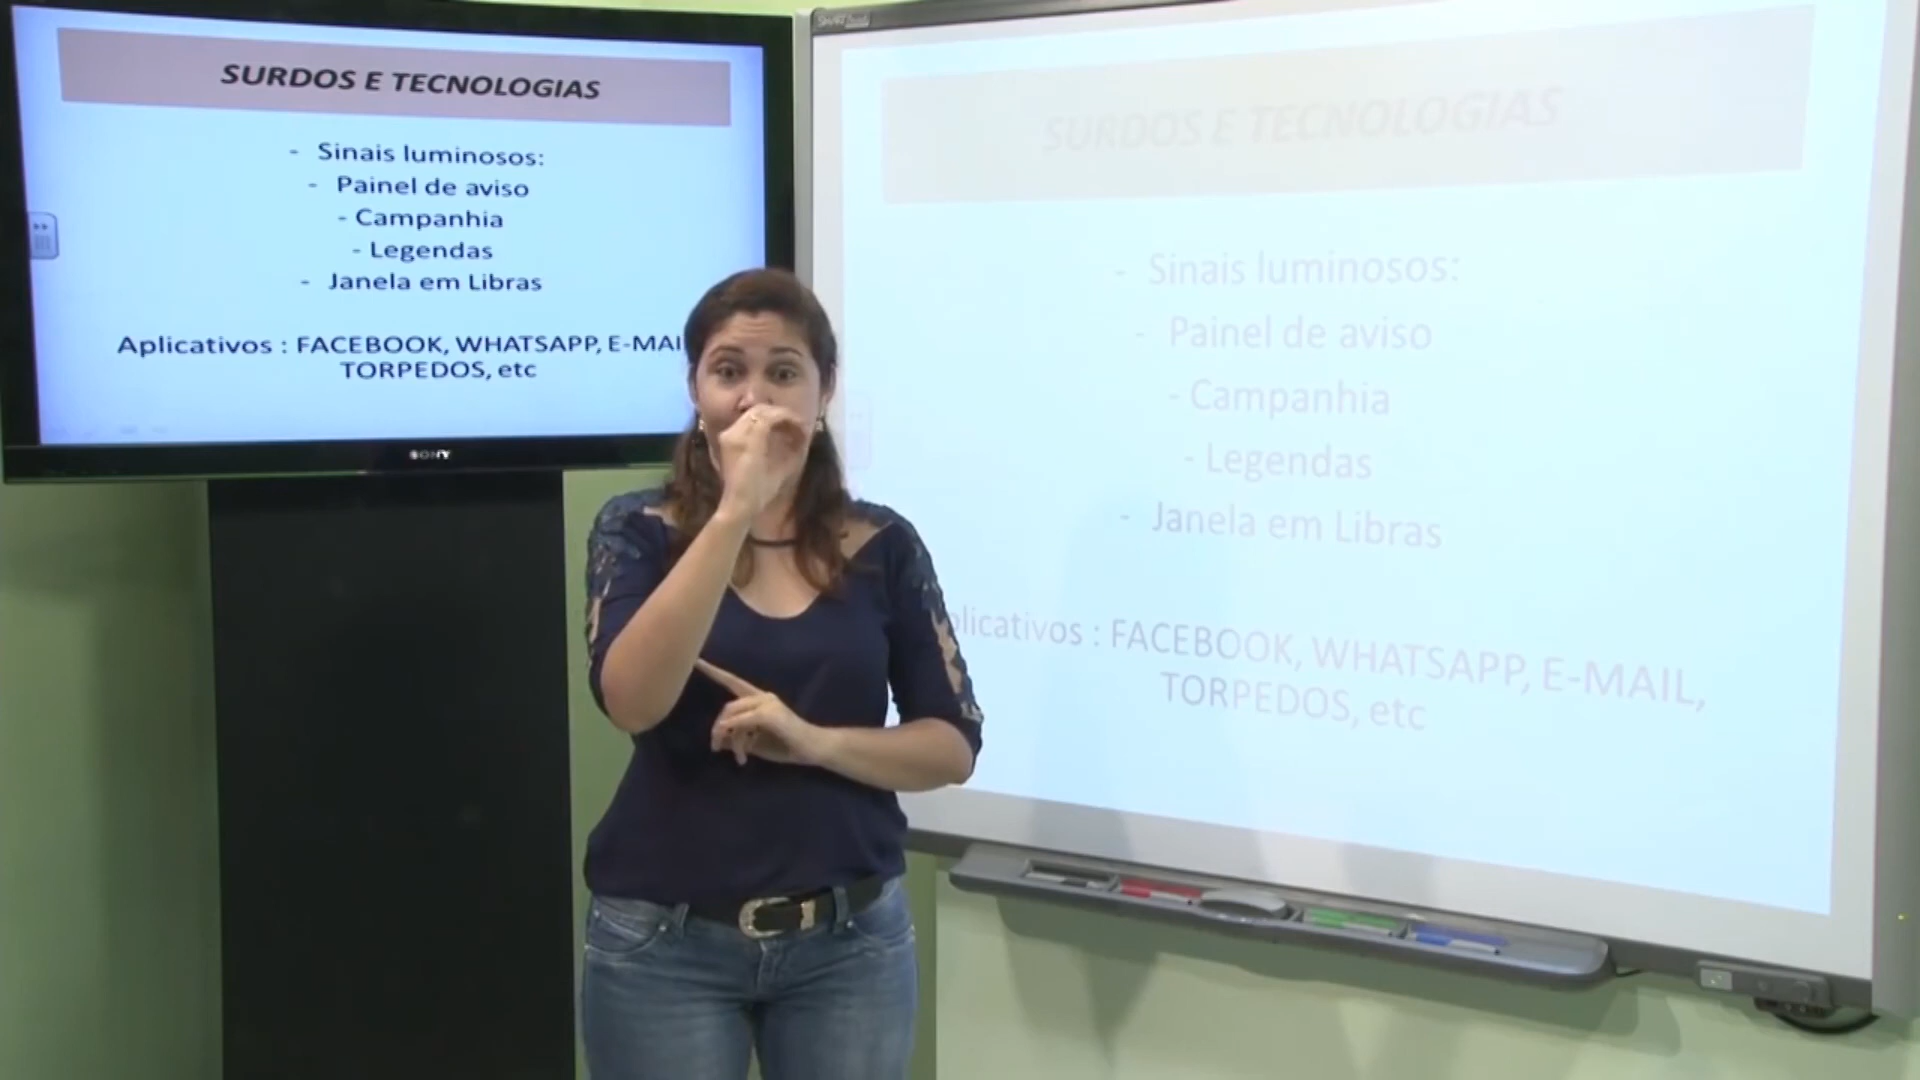 SURDOS E TECNOLOGIAS
- Sinais luminosos:
- Painel de aviso
- Campanhia
- Legendas
- Janela em Libras
Aplicativos : FACEBOOK, WHATSAPP, E-MAI
TORPEDOS, etc
SONY
SMART
SURDOS E TECNOLOGIAS
- Sinais luminosos:
- Painel de aviso
- Campanhia
- Legendas
- Janela em Libras
plicativos : FACEBOOK, WHATSAPP, E-MAIL,
TORPEDOS, etc